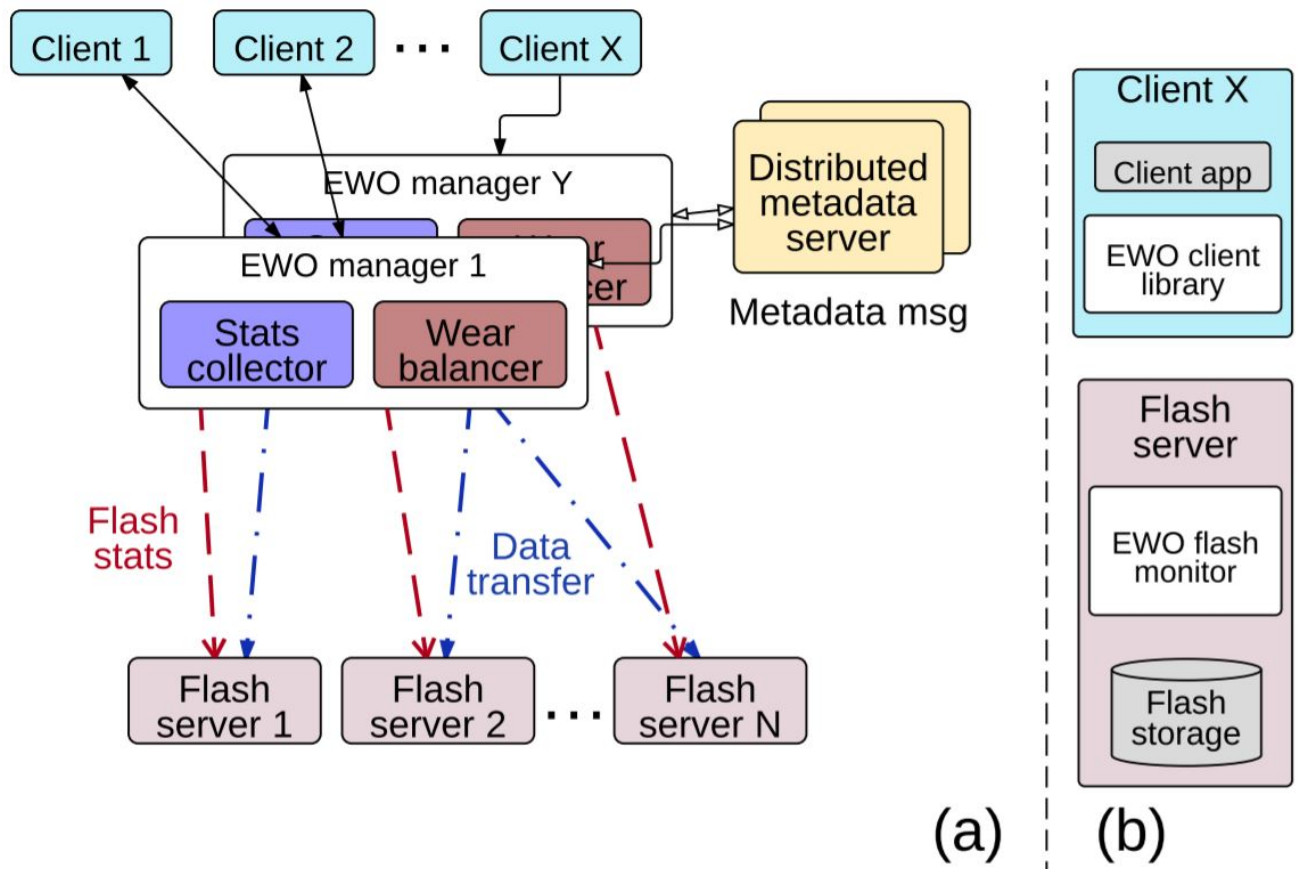 Client 1
Client 2
...
Client X
EWO manager Y
EWO manager 1
Stats
collector
Wear
balancer
Distributed
metadata
server
Metadata msg
Flash
stats
Data
transfer
Flash
server 1
Flash
server 2
...
Flash
server N
(a)
Client X
Client app
EWO client
library
Flash
server
EWO flash
monitor
Flash
storage
(b)